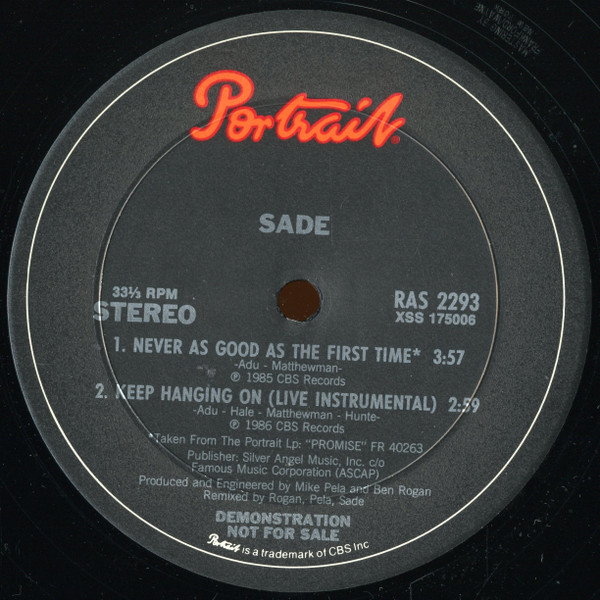 Portrait®
SADE
33⅓ RPM
STEREO
RAS 2293
XSS 175006
1. NEVER AS GOOD AS THE FIRST TIME* 3:57
-Adu - Matthewman-
℗ 1985 CBS Records
2. KEEP HANGING ON (LIVE INSTRUMENTAL) 2:59
-Adu - Hale - Matthewman - Hunte-
℗ 1986 CBS Records
*Taken From The Portrait Lp: "PROMISE" FR 40263
Publisher: Silver Angel Music, Inc. c/o
Famous Music Corporation (ASCAP)
Produced and Engineered by Mike Pela and Ben Rogan
Remixed by Rogan, Pela, Sade
DEMONSTRATION
NOT FOR SALE
Portrait is a trademark of CBS Inc